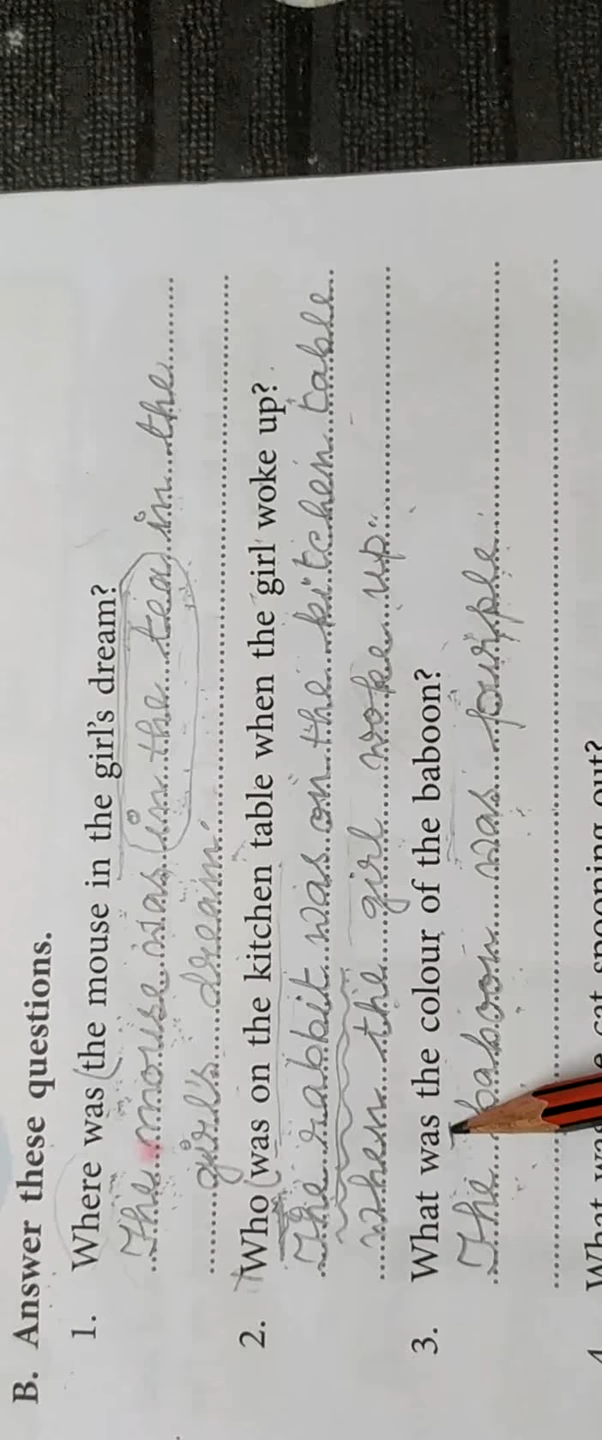 B. Answer these questions.
1. Where was the mouse in the girl's dream?
The mouse was in the tea in the
girl's dream.
2. Who was on the kitchen table when the girl woke up?
The rabbit was on the kitchen table
when the girl woke up.
3. What was the colour of the baboon?
The baboon was purple.